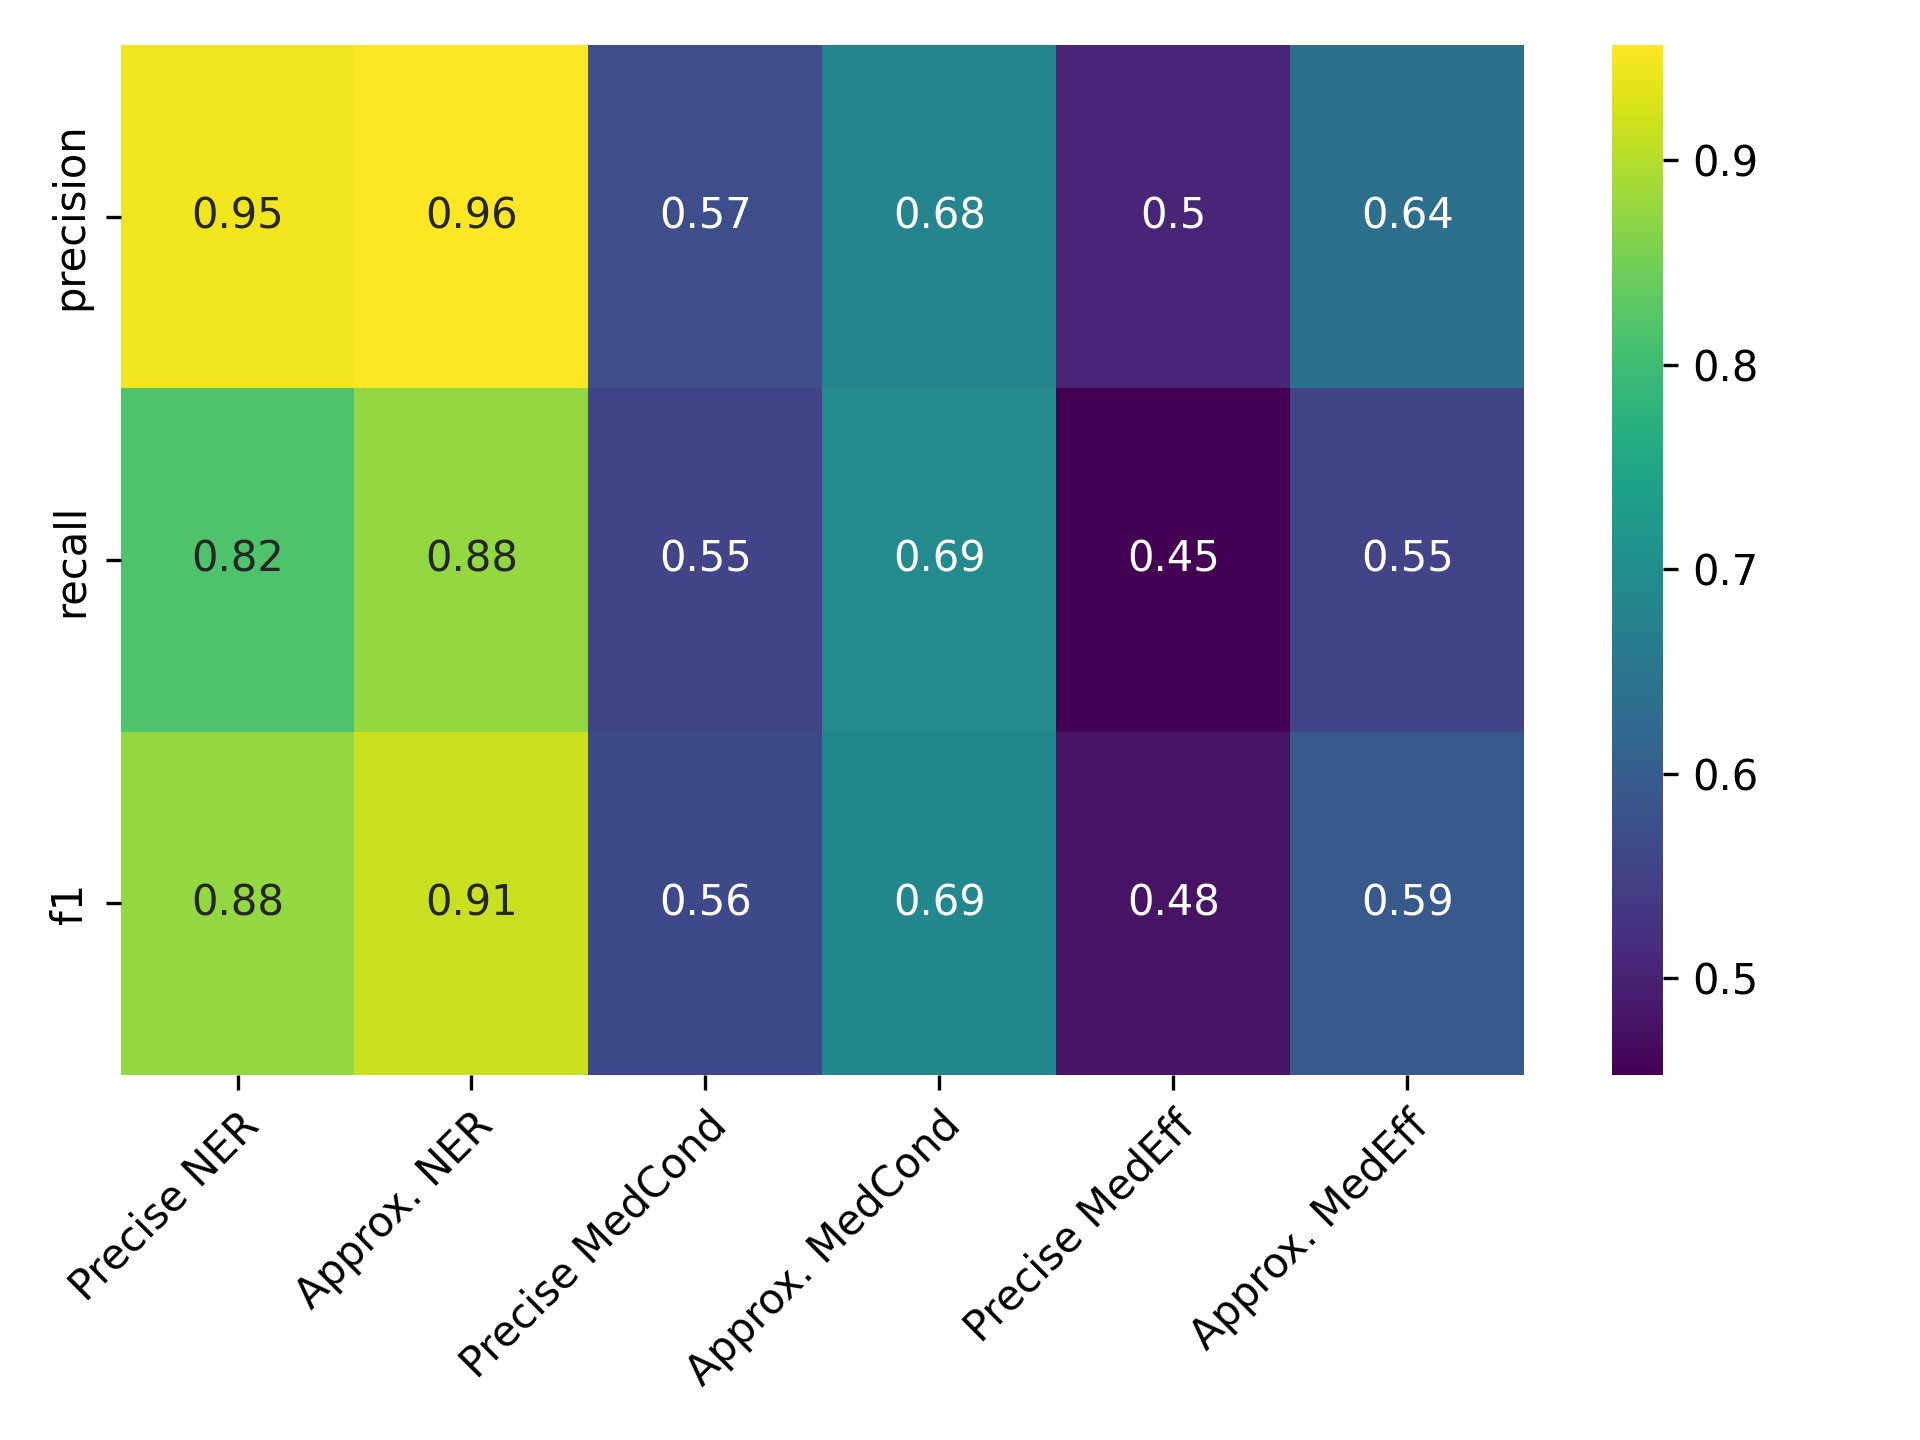 precision 0.95 0.96 0.57 0.68 0.5 0.64
recall 0.82 0.88 0.55 0.69 0.45 0.55
f1 0.88 0.91 0.56 0.69 0.48 0.59
Precise NER
Approx. NER
Precise MedCond
Approx. MedCond
Precise MedEff
Approx. MedEff
0.9
0.8
0.7
0.6
0.5